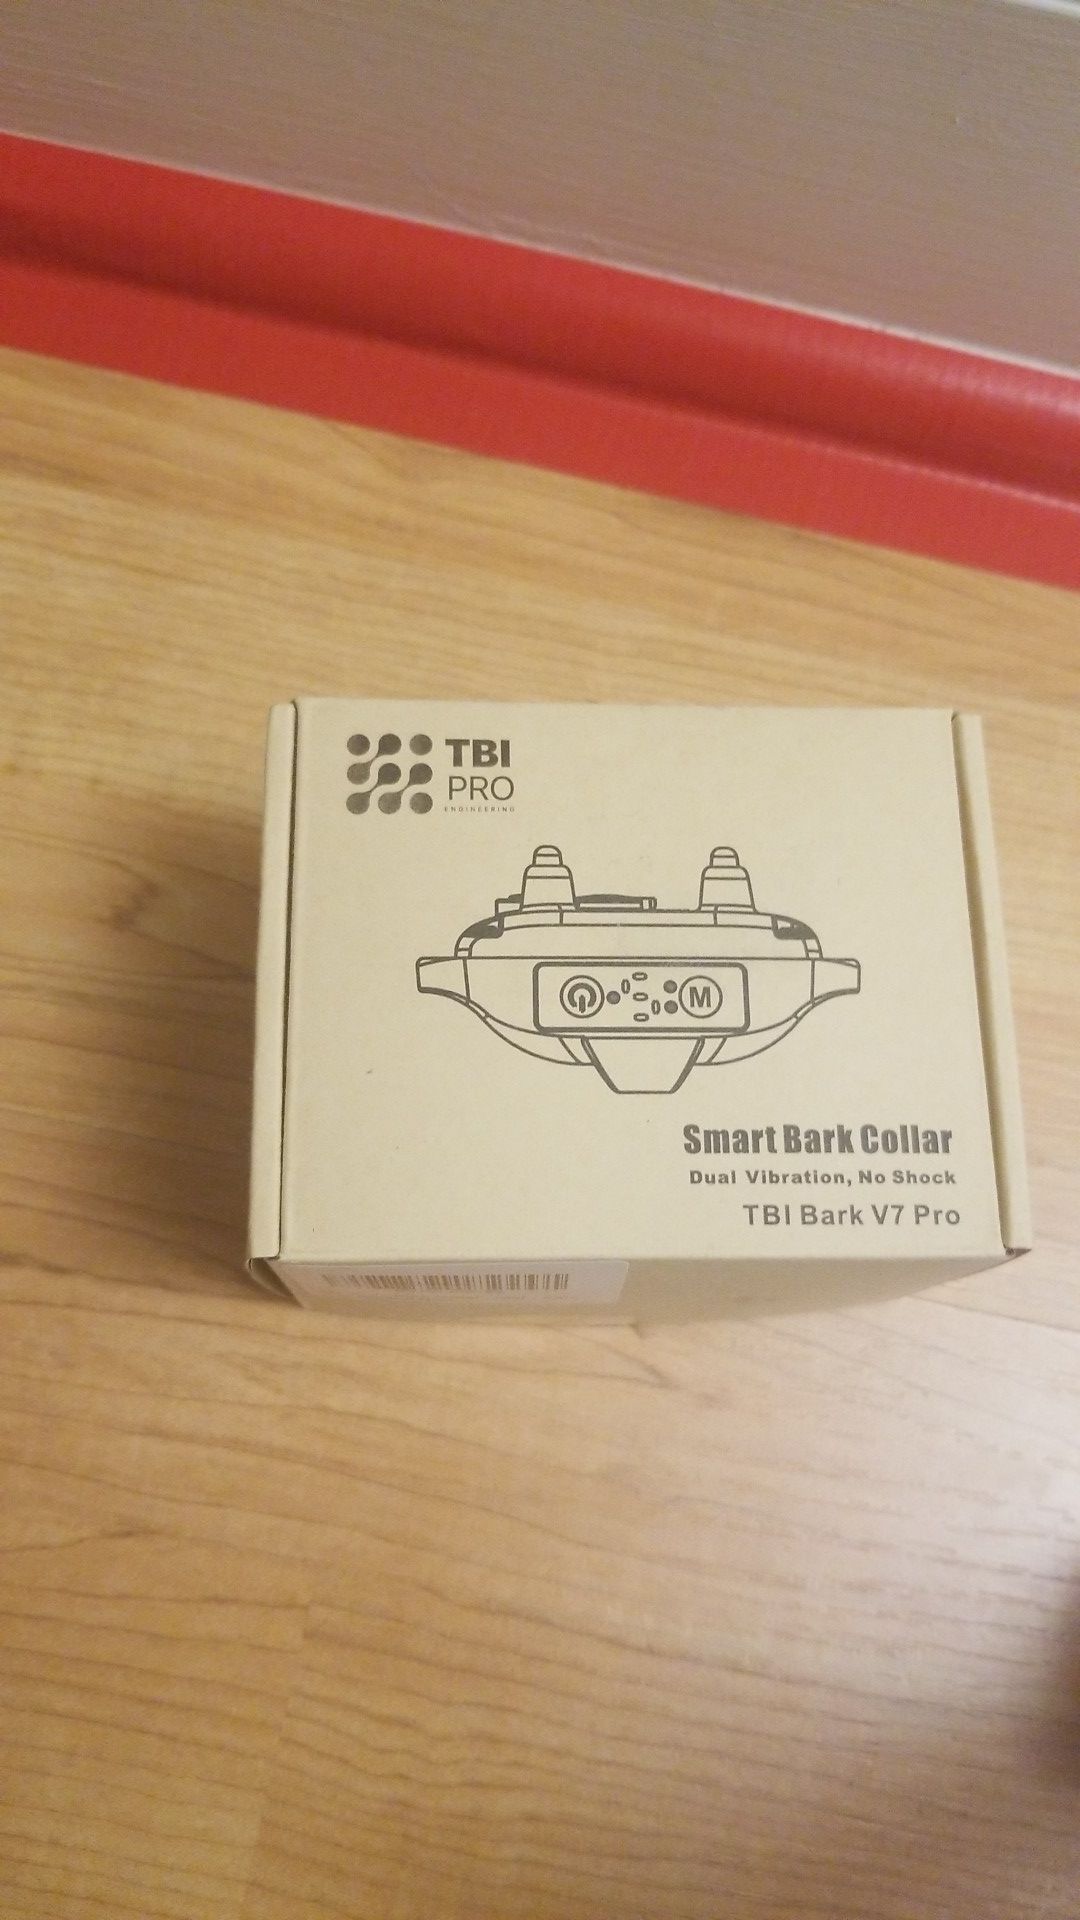 TBI
PRO
ENGINEERING
M
Smart Bark Collar
Dual Vibration, No Shock
TBI Bark V7 Pro